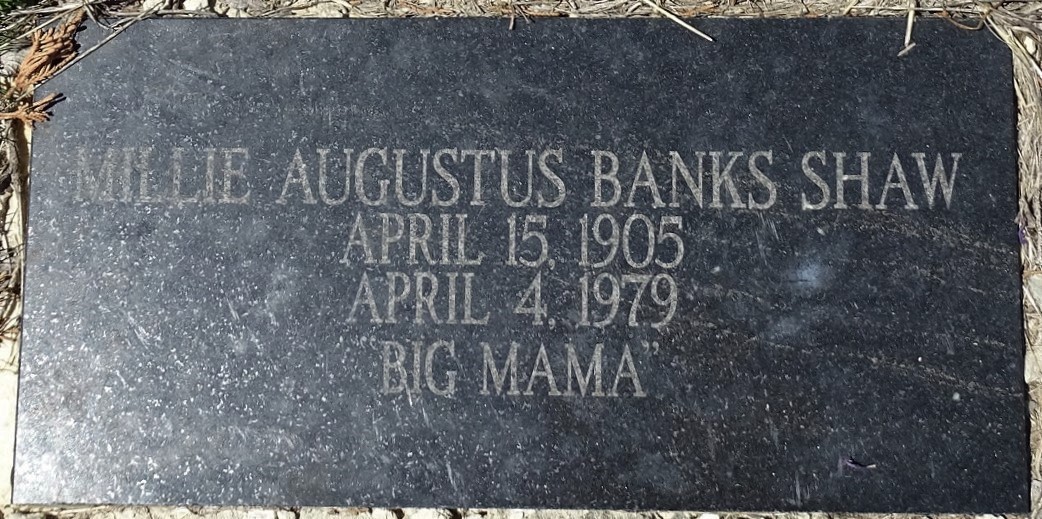 MILLIE AUGUSTUS BANKS SHAW
APRIL 15, 1905
APRIL 4, 1979
"BIG MAMA"